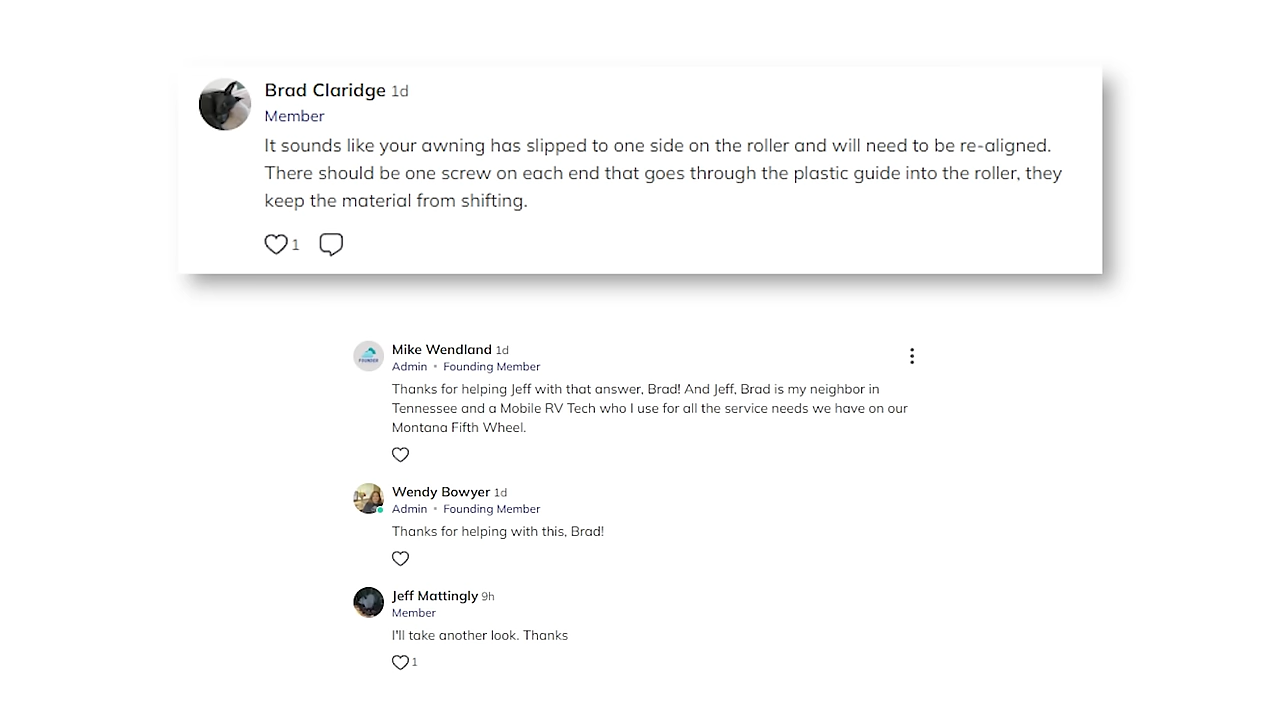 Brad Claridge 1d
Member
It sounds like your awning has slipped to one side on the roller and will need to be re-aligned.
There should be one screw on each end that goes through the plastic guide into the roller, they
keep the material from shifting.
1
FOUNDER
Mike Wendland 1d
Admin • Founding Member
Thanks for helping Jeff with that answer, Brad! And Jeff, Brad is my neighbor in
Tennessee and a Mobile RV Tech who I use for all the service needs we have on our
Montana Fifth Wheel.
Wendy Bowyer 1d
Admin • Founding Member
Thanks for helping with this, Brad!
Jeff Mattingly 9h
Member
I'll take another look. Thanks
1